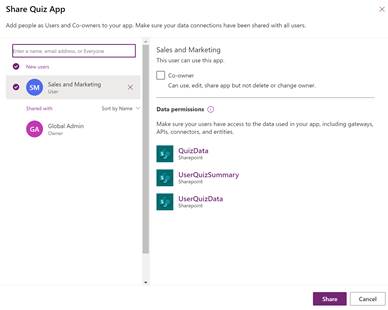 Share Quiz App
Add people as Users and Co-owners to your app. Make sure your data connections have been shared with all users.
Enter a name, email address, or Everyone
New users
SM
Sales and Marketing
User
Shared with
Sort by Name
GA
Global Admin
Owner
Sales and Marketing
This user can use this app.
Co-owner
Can use, edit, share app but not delete or change owner.
Data permissions
Make sure your users have access to the data used in your app, including gateways,
APIs, connectors, and entities.
QuizData
Sharepoint
UserQuizSummary
Sharepoint
UserQuizData
Sharepoint
Share
Cancel